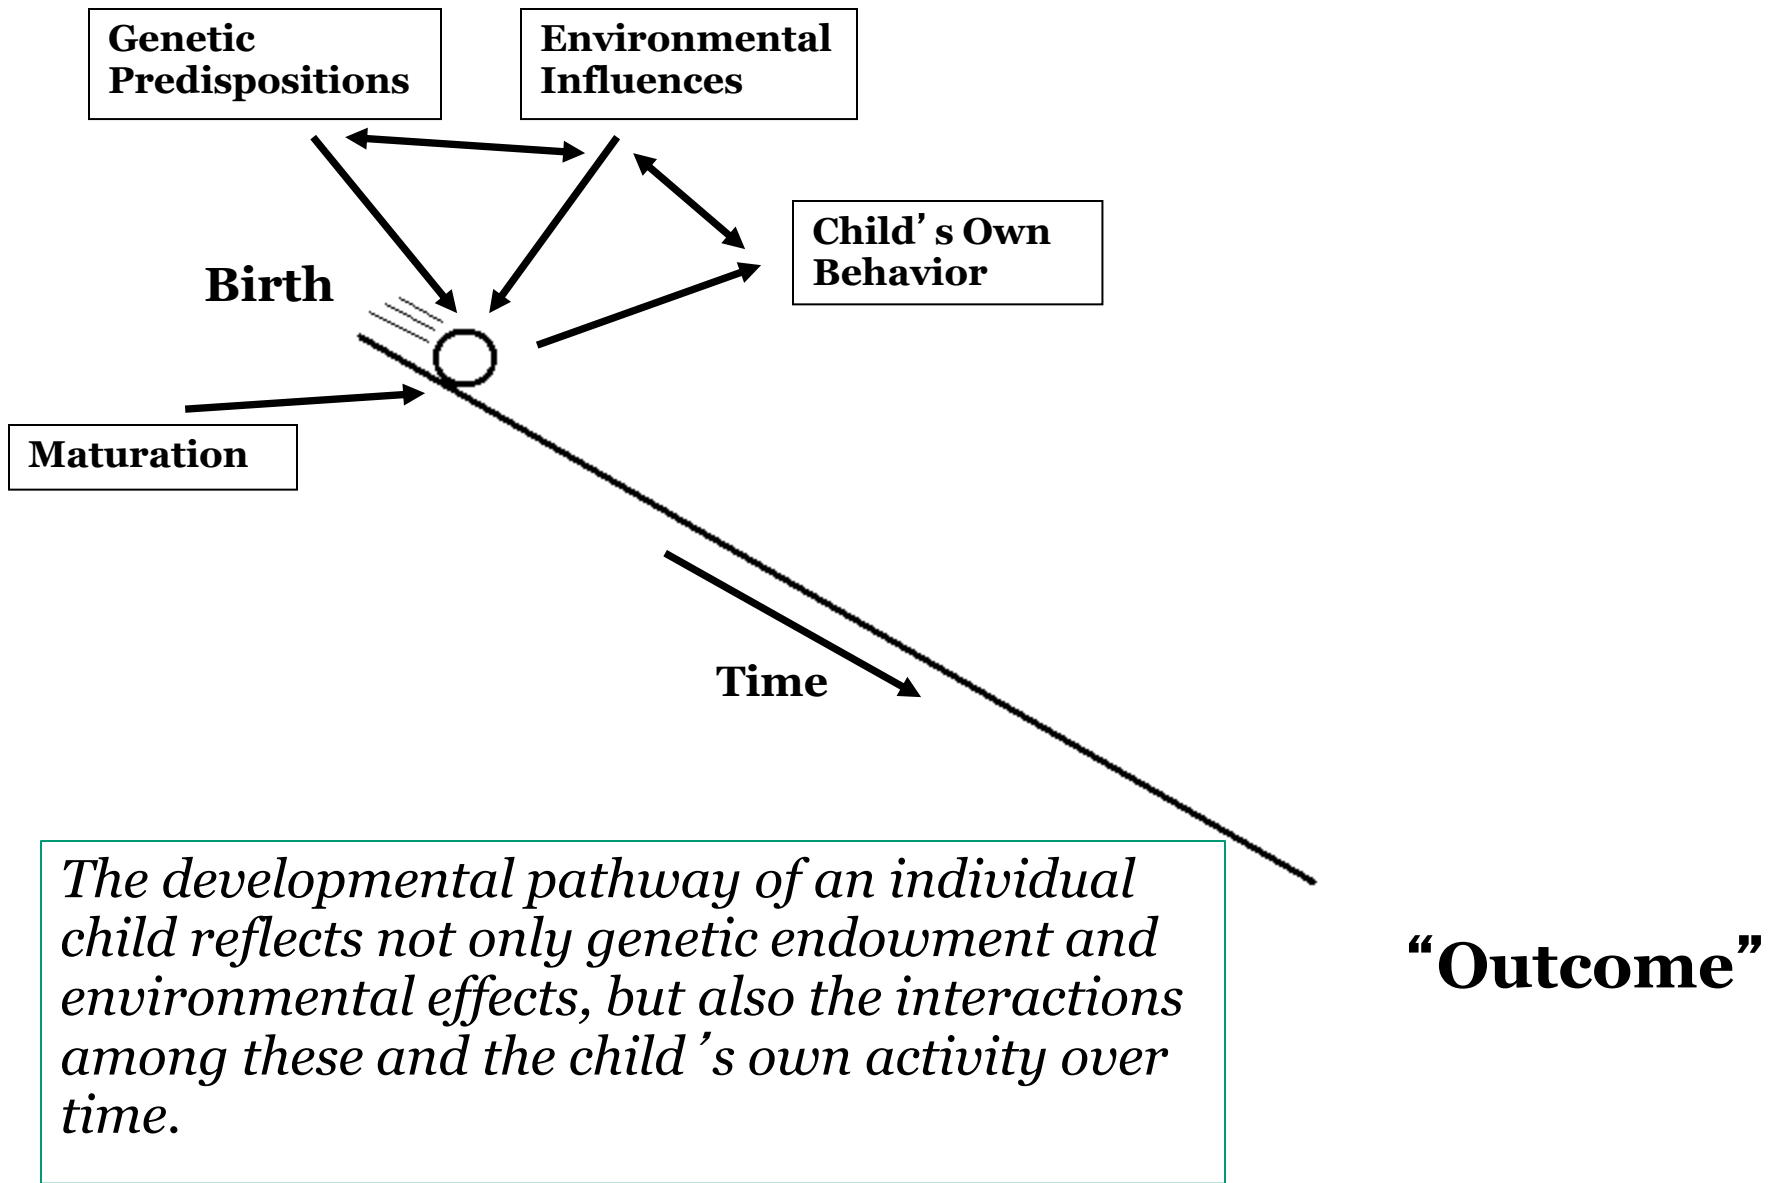 Genetic
Predispositions
Environmental
Influences
Child’s Own
Behavior
Birth
Maturation
Time
The developmental pathway of an individual
child reflects not only genetic endowment and
environmental effects, but also the interactions
among these and the child’s own activity over
time.
“Outcome”